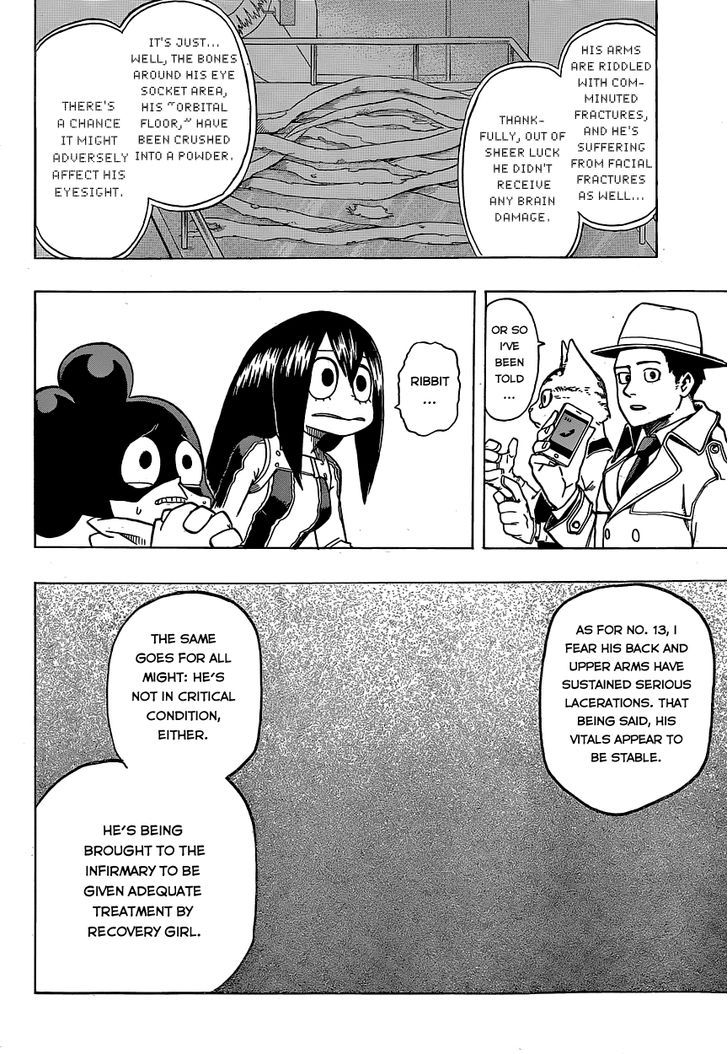 HIS ARMS
ARE RIDDLED
WITH COM-
MINUTED
FRACTURES,
AND HE'S
SUFFERING
FROM FACIAL
FRACTURES
AS WELL...
THANK-
FULLY, OUT OF
SHEER LUCK
HE DIDN'T
RECEIVE
ANY BRAIN
DAMAGE.
IT'S JUST...
WELL, THE BONES
AROUND HIS EYE
SOCKET AREA,
HIS "ORBITAL
FLOOR," HAVE
BEEN CRUSHED
INTO A POWDER.
THERE'S
A CHANCE
IT MIGHT
ADVERSELY
AFFECT HIS
EYESIGHT.
OR SO
I'VE
BEEN
TOLD
...
RIBBIT
...
AS FOR NO. 13, I
FEAR HIS BACK AND
UPPER ARMS HAVE
SUSTAINED SERIOUS
LACERATIONS. THAT
BEING SAID, HIS
VITALS APPEAR TO
BE STABLE.
THE SAME
GOES FOR ALL
MIGHT: HE'S
NOT IN CRITICAL
CONDITION,
EITHER.
HE'S BEING
BROUGHT TO THE
INFIRMARY TO BE
GIVEN ADEQUATE
TREATMENT BY
RECOVERY GIRL.